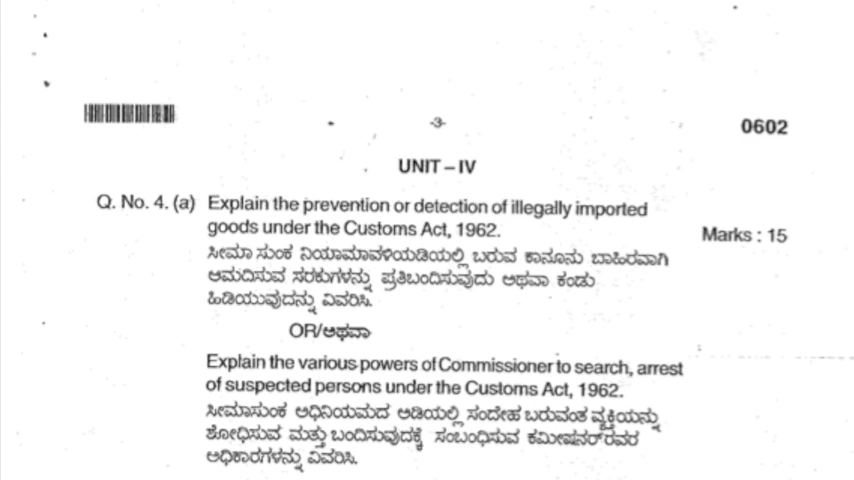 -3-
0602
UNIT – IV
Q. No. 4. (a) Explain the prevention or detection of illegally imported
goods under the Customs Act, 1962. Marks : 15
ಸೀಮಾ ಸುಂಕ ನಿಯಾಮಾವಳಿಯಡಿಯಲ್ಲಿ ಬರುವ ಕಾನೂನು ಬಾಹಿರವಾಗಿ
ಆಮದಿಸುವ ಸರಕುಗಳನ್ನು ಪ್ರತಿಬಂದಿಸುವುದು ಅಥವಾ ಕಂಡು
ಹಿಡಿಯುವುದನ್ನು ವಿವರಿಸಿ.
OR/ಅಥವಾ
Explain the various powers of Commissioner to search, arrest
of suspected persons under the Customs Act, 1962.
ಸೀಮಾಸುಂಕ ಅಧಿನಿಯಮದ ಅಡಿಯಲ್ಲಿ ಸಂದೇಹ ಬರುವಂತ ವ್ಯಕ್ತಿಯನ್ನು
ಶೋಧಿಸುವ ಮತ್ತು ಬಂದಿಸುವುದಕ್ಕೆ ಸಂಬಂಧಿಸುವ ಕಮೀಷನರ್‌ರವರ
ಅಧಿಕಾರಗಳನ್ನು ವಿವರಿಸಿ.